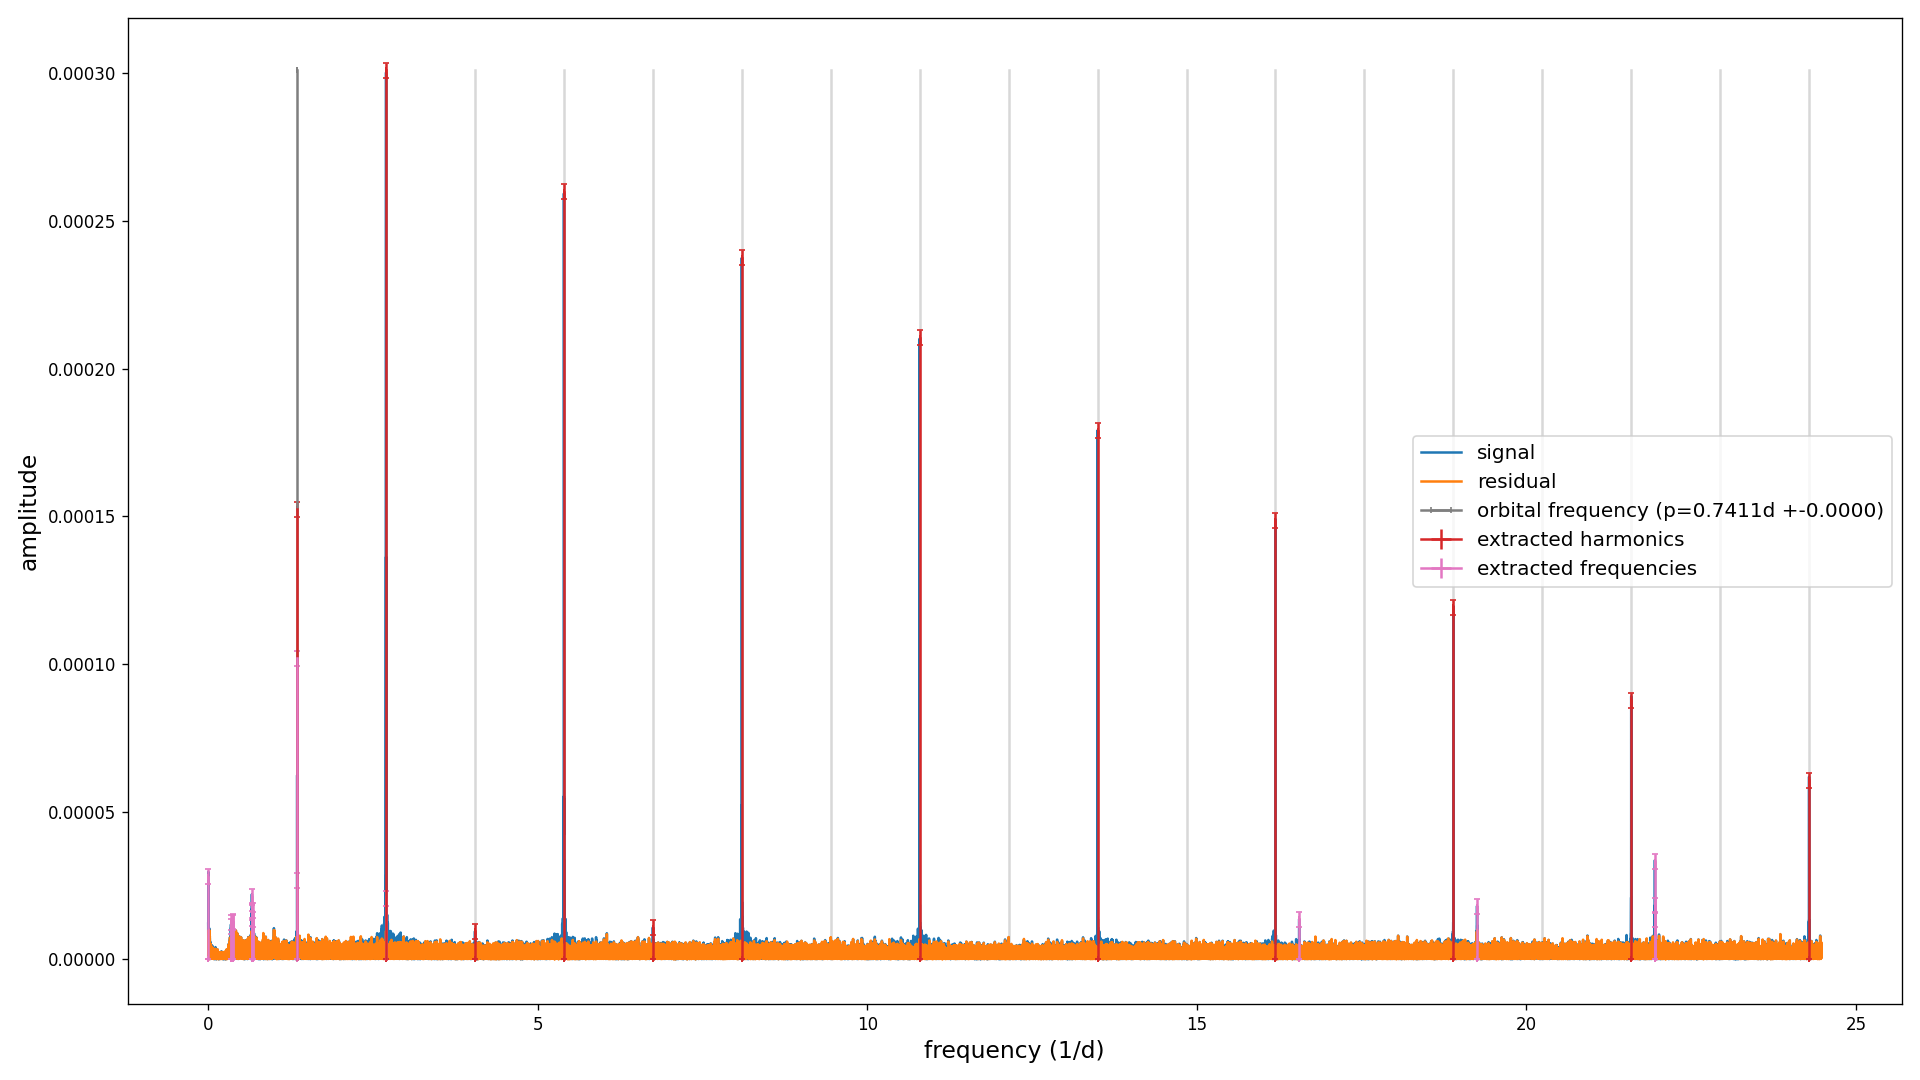 0.00030
0.00025
0.00020
0.00015
0.00010
0.00005
0.00000
amplitude
signal
residual
orbital frequency (p=0.7411d +-0.0000)
extracted harmonics
extracted frequencies
0 5 10 15 20 25
frequency (1/d)